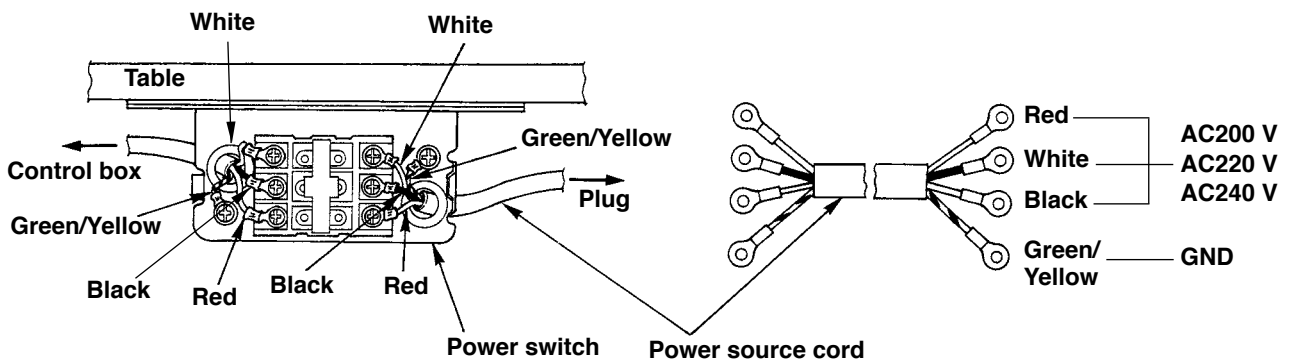 White
White
Table
Green/Yellow
Control box
Plug
Green/Yellow
Black
Red
Black
Red
Power switch
Power source cord
Red
White
Black
AC200 V
AC220 V
AC240 V
Green/
Yellow
GND